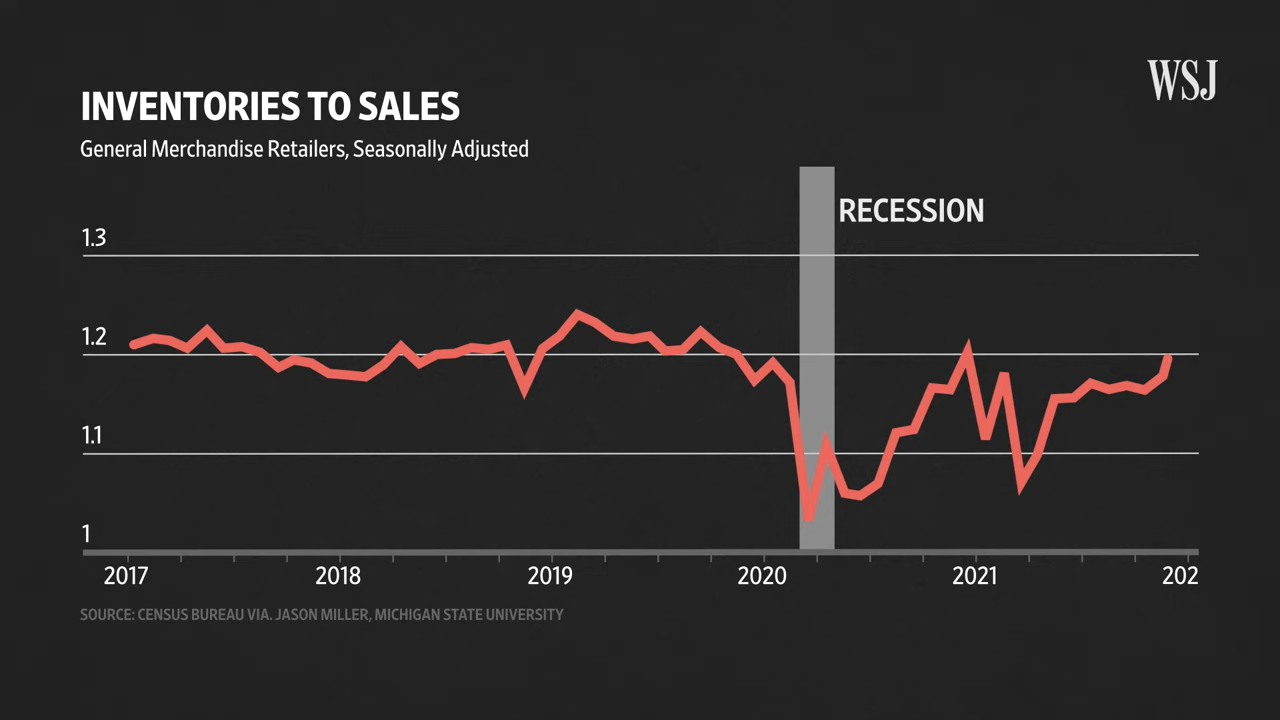 WSJ
INVENTORIES TO SALES
General Merchandise Retailers, Seasonally Adjusted
RECESSION
1.3
1.2
1.1
1
2017 2018 2019 2020 2021 202
SOURCE: CENSUS BUREAU VIA. JASON MILLER, MICHIGAN STATE UNIVERSITY